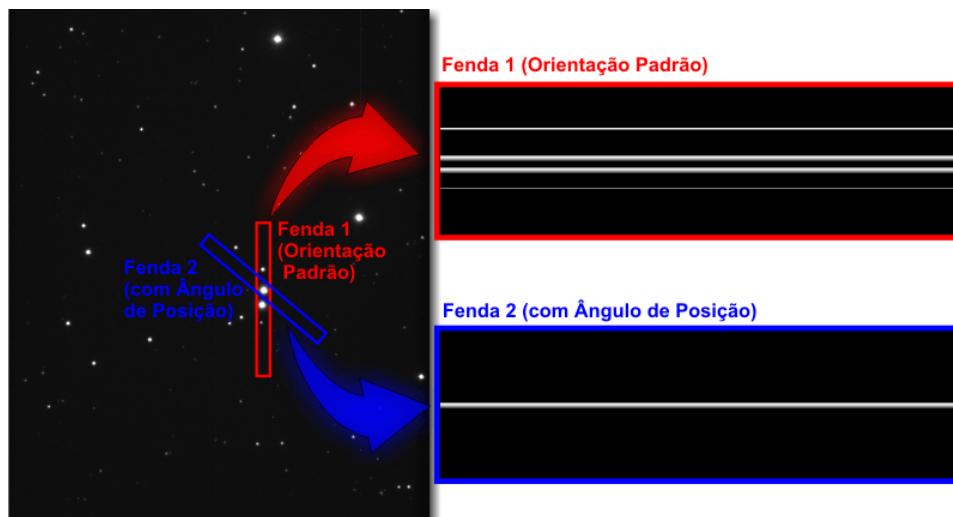 Fenda 1 (Orientação Padrão)
Fenda 1
(Orientação
Padrão)
Fenda 2
(com Ângulo
de Posição)
Fenda 2 (com Ângulo de Posição)